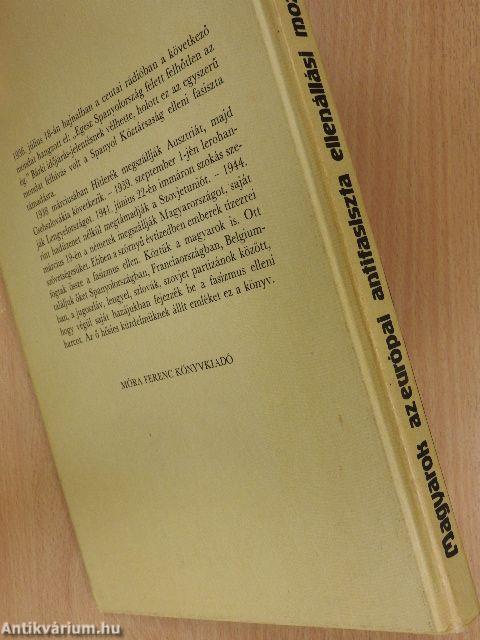 1936. július 18-án hajnalban a ceutai rádióban a következő
mondat hangzott el: „Egész Spanyolország felett felhőtlen az
ég." Bárki időjárás-jelentésnek vélhette, holott ez az egyszerű
mondat felhívás volt a Spanyol Köztársaság elleni fasiszta
támadásra.
1938 márciusában Hitlerék megszállják Ausztriát, majd
Csehszlovákia következik. – 1939. szeptember 1-jén lerohan-
ják Lengyelországot. 1941. június 22-én immáron szokás sze-
rint hadüzenet nélkül megtámadják a Szovjetuniót. – 1944.
március 19-én a németek megszállják Magyarországot, saját
szövetségesüket. Ebben a szörnyű évtizedben emberek tízezrei
fogtak össze a fasizmus ellen. Köztük a magyarok is. Ott
találjuk őket Spanyolországban, Franciaországban, Belgium-
ban, a jugoszláv, lengyel, szlovák, szovjet partizánok között,
hogy végül saját hazájukban fejezzék be a fasizmus elleni
harcot. Az ő hősies küzdelmüknek állít emléket ez a könyv.
MÓRA FERENC KÖNYVKIADÓ
Magyarok az európai antifasiszta ellenállási moz
Antikvárium.hu